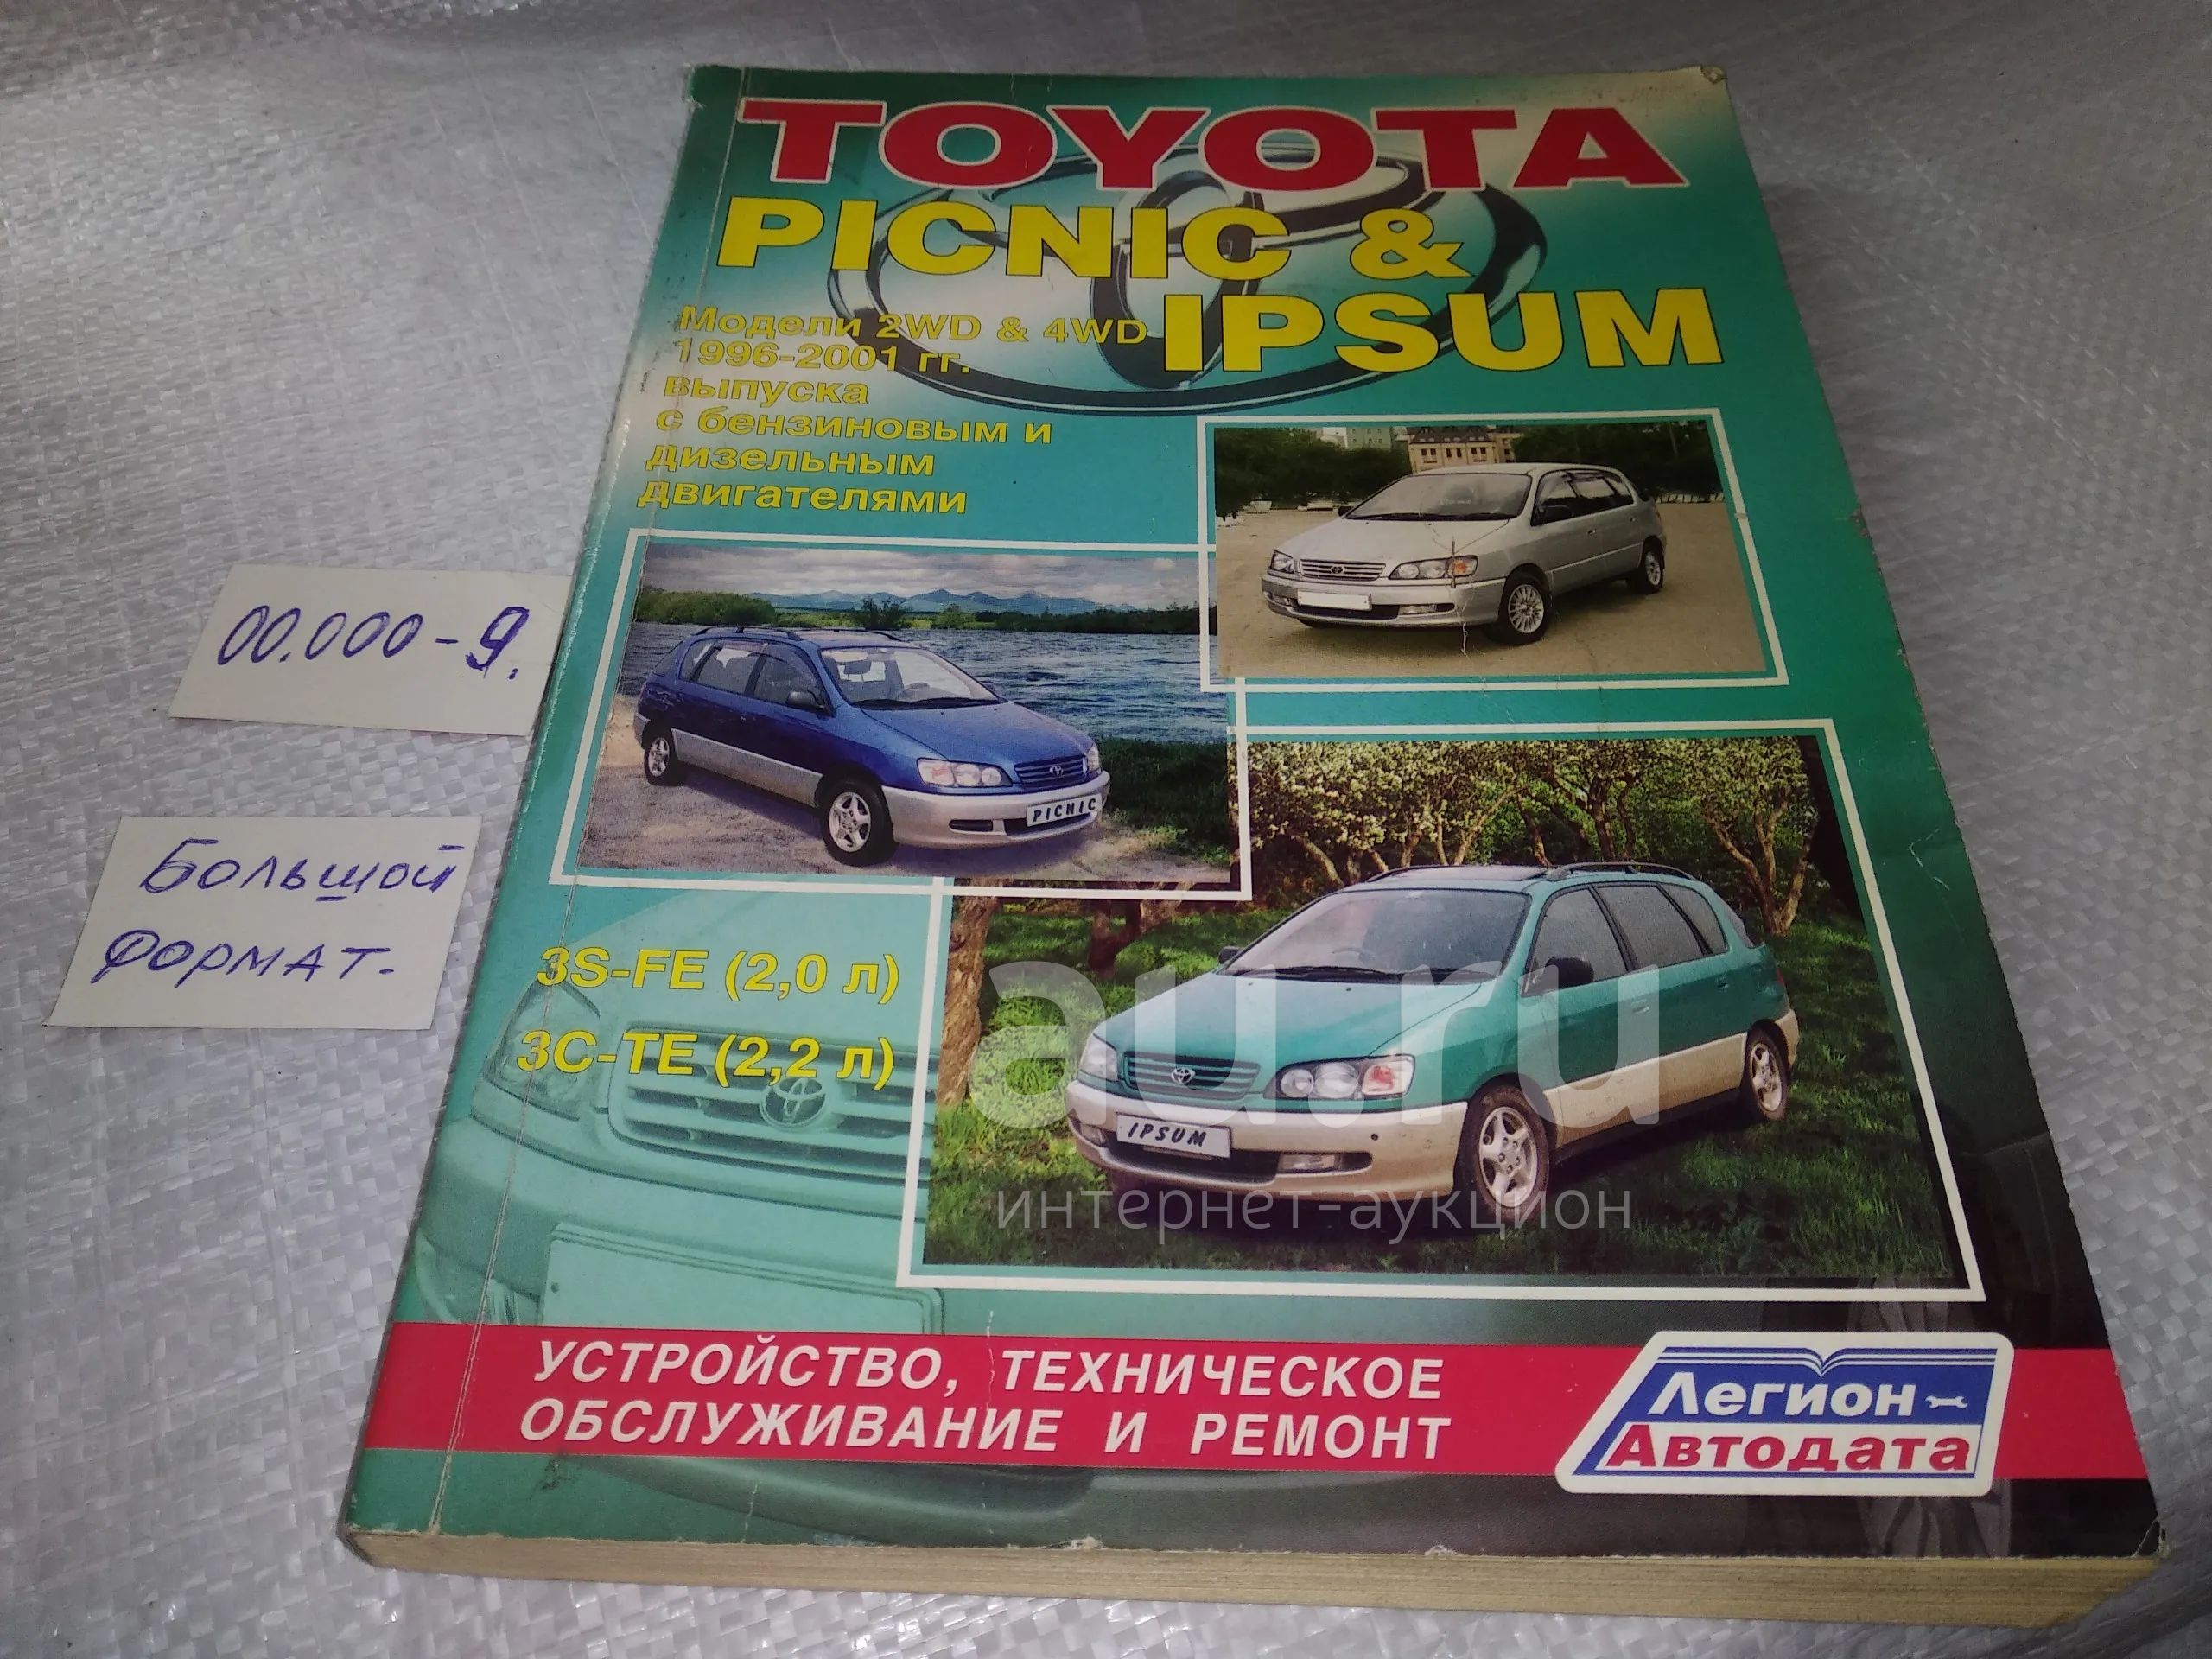 TOYOTA
PICNIC &
IPSUM
Модели 2WD & 4WD
1996-2001 гг.
выпуска
с бензиновым и
дизельным
двигателями
00.000-9.
PICNIC
Большой
формат.
3S-FE (2,0 л)
3C-TE (2,2 л)
IPSUM
au.ru
интернет-аукцион
УСТРОЙСТВО, ТЕХНИЧЕСКОЕ
ОБСЛУЖИВАНИЕ И РЕМОНТ
Легион-
Автодата